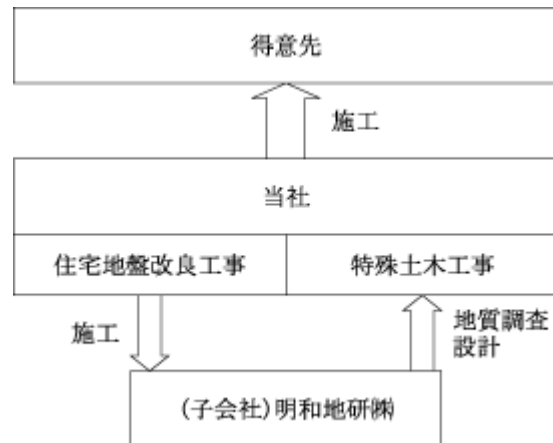 得意先
施工
当社
住宅地盤改良工事
特殊土木工事
施工
地質調査
設計
(子会社)明和地研㈱